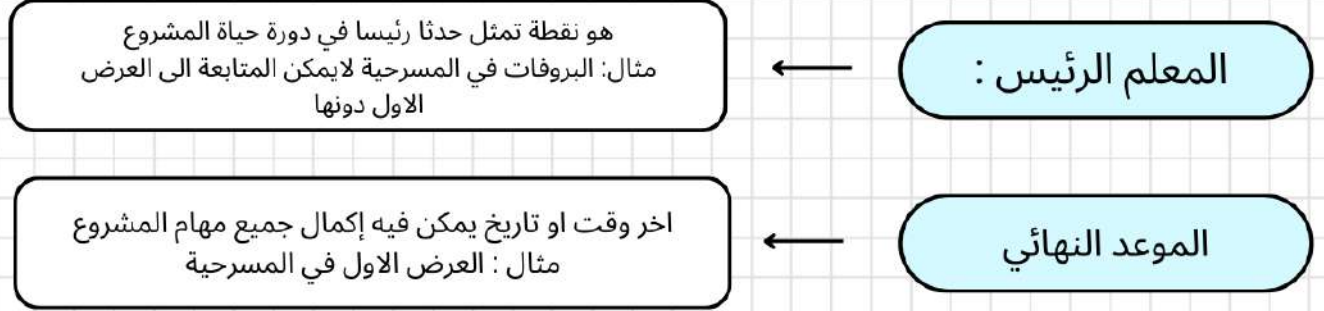 المعلم الرئيس :
هو نقطة تمثل حدثا رئيسا في دورة حياة المشروع
مثال: البروفات في المسرحية لايمكن المتابعة الى العرض
الاول دونها
الموعد النهائي
اخر وقت او تاريخ يمكن فيه إكمال جميع مهام المشروع
مثال : العرض الاول في المسرحية